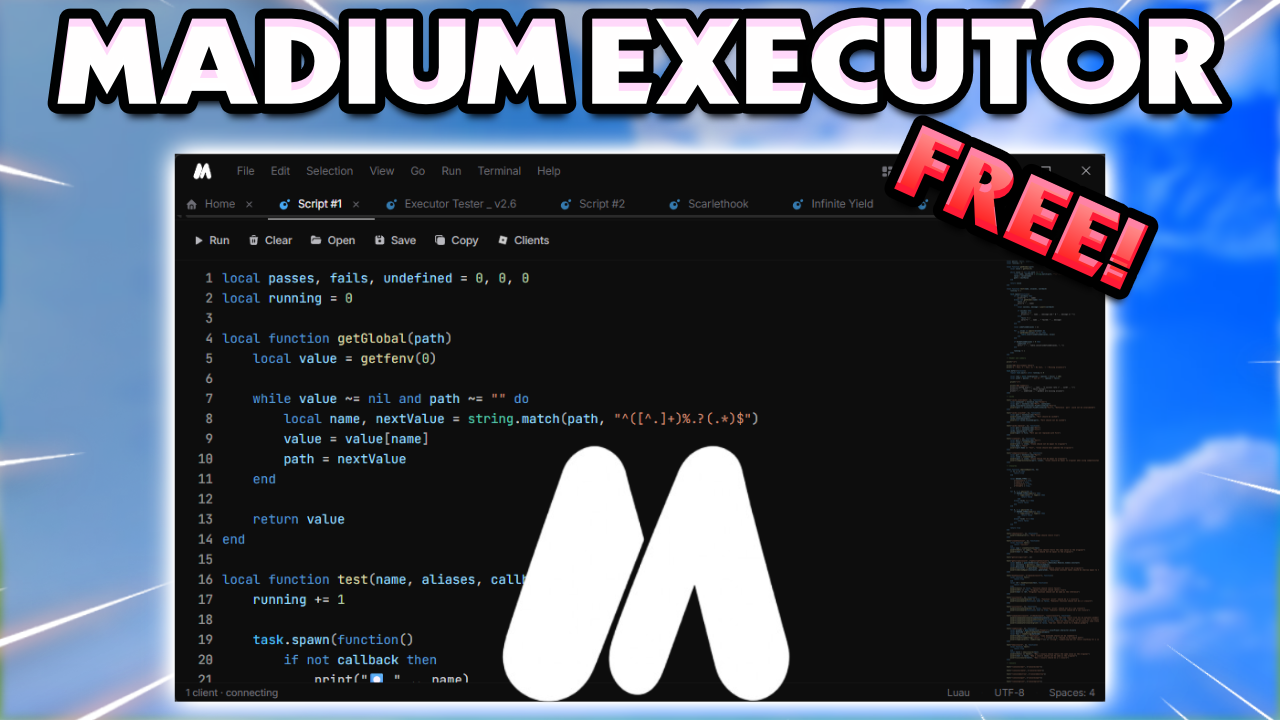 MADIUM EXECUTOR
FREE!
File Edit Selection View Go Run Terminal Help
Home × Script #1 × Executor Tester _ v2.6 Script #2 Scarlethook Infinite Yield
Run Clear Open Save Copy Clients
1 local passes, fails, undefined = 0, 0, 0
2 local running = 0
3
4 local function getGlobal(path)
5 local value = getfenv(0)
6
7 while value ~= nil and path ~= "" do
8 local name, nextValue = string.match(path, "^([^.]+)%.?(.*)$")
9 value = value[name]
10 path = nextValue
11 end
12
13 return value
14 end
15
16 local function test(name, aliases, callb
17 running += 1
18
19 task.spawn(function()
20 if not callback then
21 print(" " .. name)
1 client · connecting Luau UTF-8 Spaces: 4